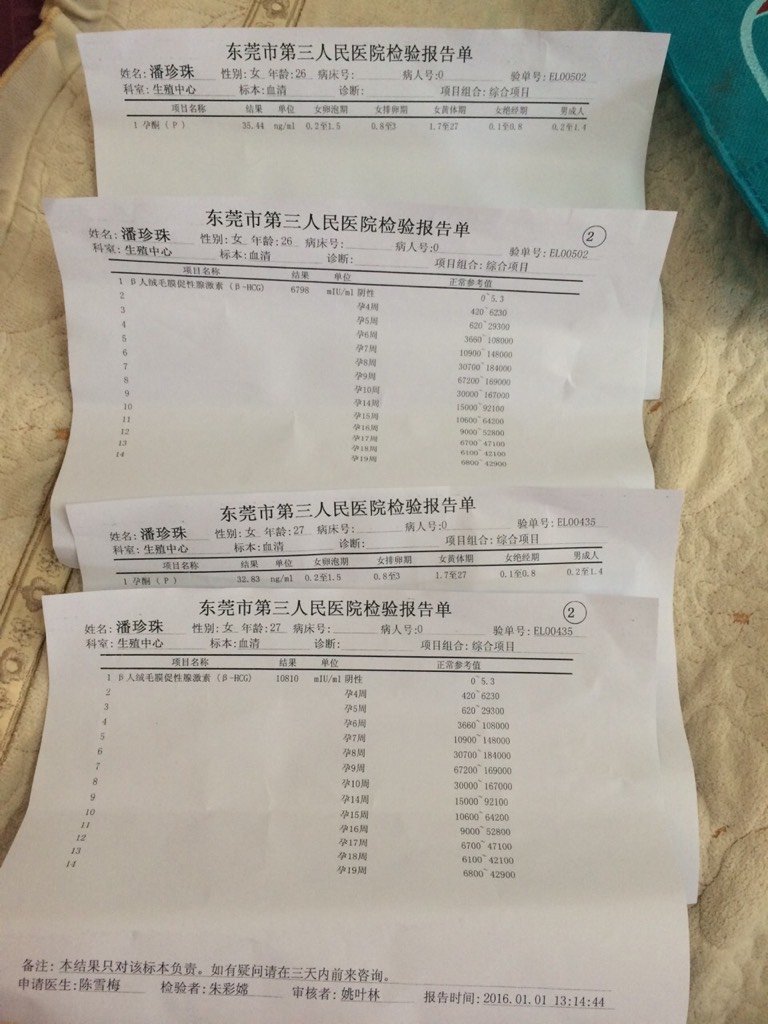 东莞市第三人民医院检验报告单
姓名: 潘珍珠 性别: 女 年龄: 26 病床号: 病人号:0 验单号: EL00502
科室: 生殖中心 标本: 血清 诊断: 项目组合: 综合项目
项目名称 结果 单位 女卵泡期 女排卵期 女黄体期 女绝经期 男成人
1 孕酮（P） 35.44 ng/ml 0.2至1.5 0.8至3 1.7至27 0.1至0.8 0.2至1.4
东莞市第三人民医院检验报告单 ②
姓名: 潘珍珠 性别: 女 年龄: 26 病床号: 病人号:0 验单号: EL00502
科室: 生殖中心 标本: 血清 诊断: 项目组合: 综合项目
项目名称 结果 单位 正常参考值
1 β人绒毛膜促性腺激素（β-HCG） 6798 mIU/ml 阴性 0~5.3
2 孕4周 420~6230
3 孕5周 620~29300
4 孕6周 3660~108000
5 孕7周 10900~148000
6 孕8周 30700~184000
7 孕9周 67200~169000
8 孕10周 30000~167000
9 孕14周 15000~92100
10 孕15周 10600~64200
11 孕16周 9000~52800
12 孕17周 6700~47100
13 孕18周 6100~42100
14 孕19周 6800~42900
东莞市第三人民医院检验报告单
姓名: 潘珍珠 性别: 女 年龄: 27 病床号: 病人号:0 验单号: EL00435
科室: 生殖中心 标本: 血清 诊断: 项目组合: 综合项目
项目名称 结果 单位 女卵泡期 女排卵期 女黄体期 女绝经期 男成人
1 孕酮（P） 32.83 ng/ml 0.2至1.5 0.8至3 1.7至27 0.1至0.8 0.2至1.4
东莞市第三人民医院检验报告单 ②
姓名: 潘珍珠 性别: 女 年龄: 27 病床号: 病人号:0 验单号: EL00435
科室: 生殖中心 标本: 血清 诊断: 项目组合: 综合项目
项目名称 结果 单位 正常参考值
1 β人绒毛膜促性腺激素（β-HCG） 10810 mIU/ml 阴性 0~5.3
2 孕4周 420~6230
3 孕5周 620~29300
4 孕6周 3660~108000
5 孕7周 10900~148000
6 孕8周 30700~184000
7 孕9周 67200~169000
8 孕10周 30000~167000
9 孕14周 15000~92100
10 孕15周 10600~64200
11 孕16周 9000~52800
12 孕17周 6700~47100
13 孕18周 6100~42100
14 孕19周 6800~42900
备注: 本结果只对该标本负责。如有疑问请在三天内前来咨询。
申请医生: 陈雪梅 检验者: 朱彩嫦 审核者: 姚叶林 报告时间: 2016.01.01 13:14:44